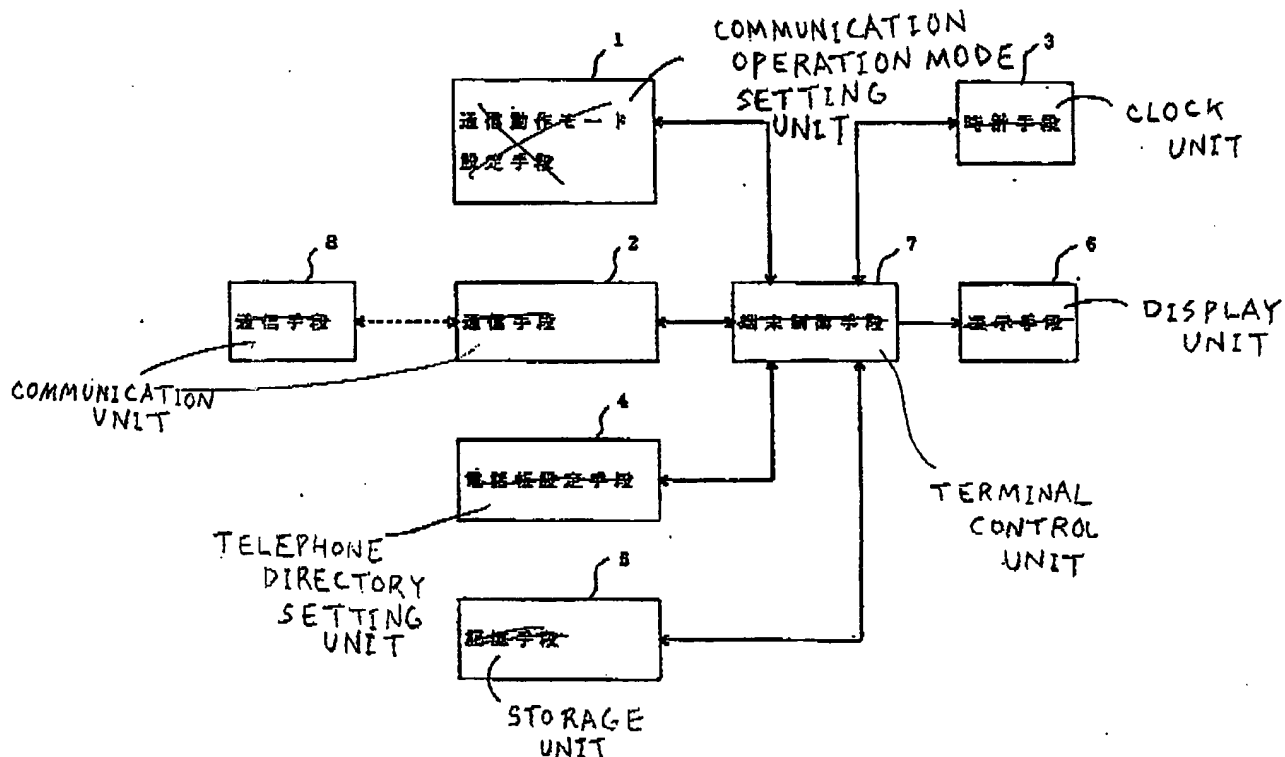 COMMUNICATION
OPERATION MODE
SETTING
UNIT
1
通信動作モード
設定手段
3
時計手段
CLOCK
UNIT
8
通信手段
2
通信手段
7
端末制御手段
6
表示手段
DISPLAY
UNIT
COMMUNICATION
UNIT
4
電話帳設定手段
TELEPHONE
DIRECTORY
SETTING
UNIT
TERMINAL
CONTROL
UNIT
5
記憶手段
STORAGE
UNIT